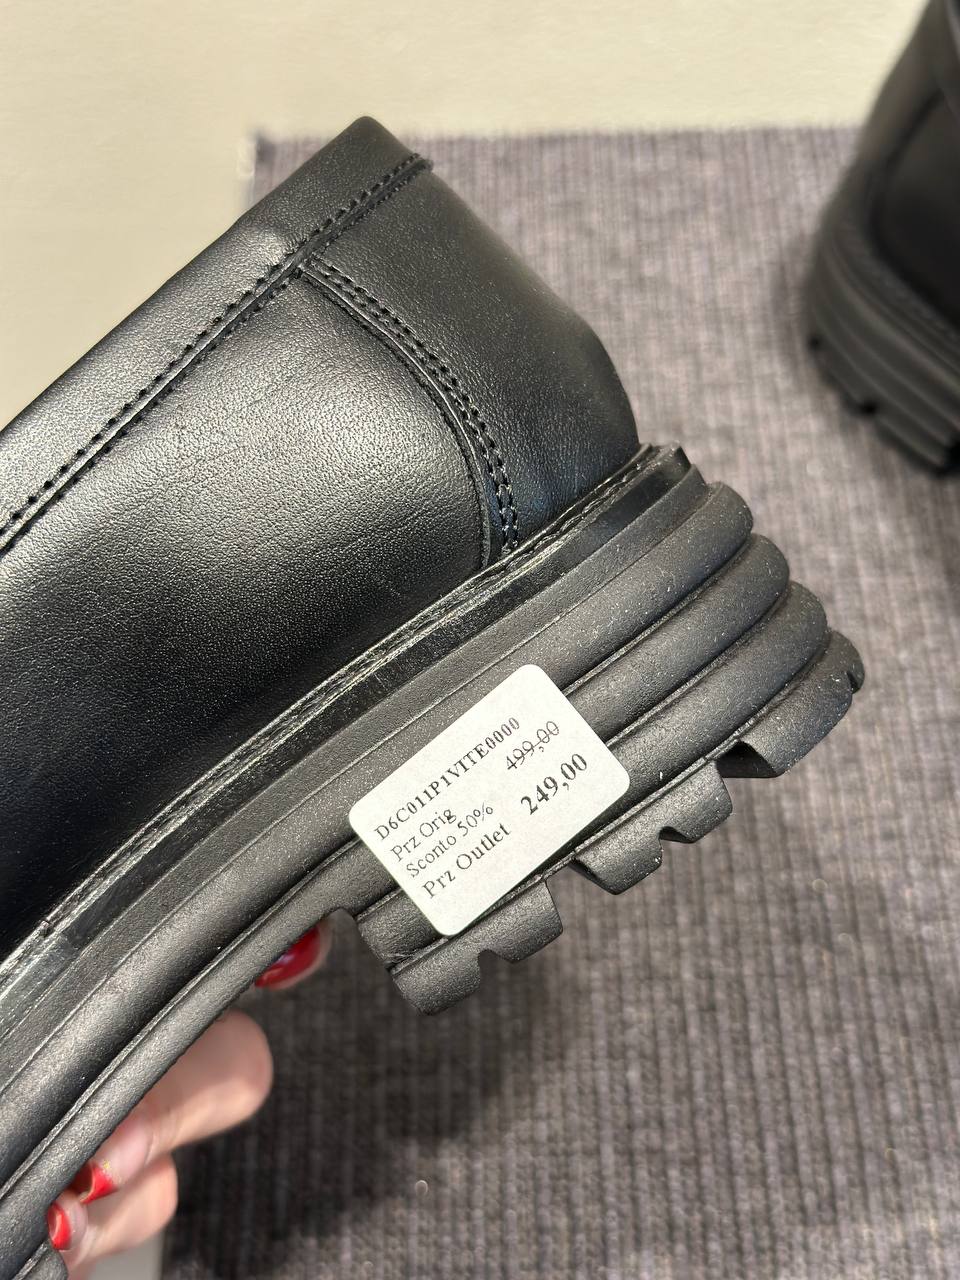 D6C011P1VITE0000
Prz Orig 499,00
Sconto 50%
Prz Outlet 249,00